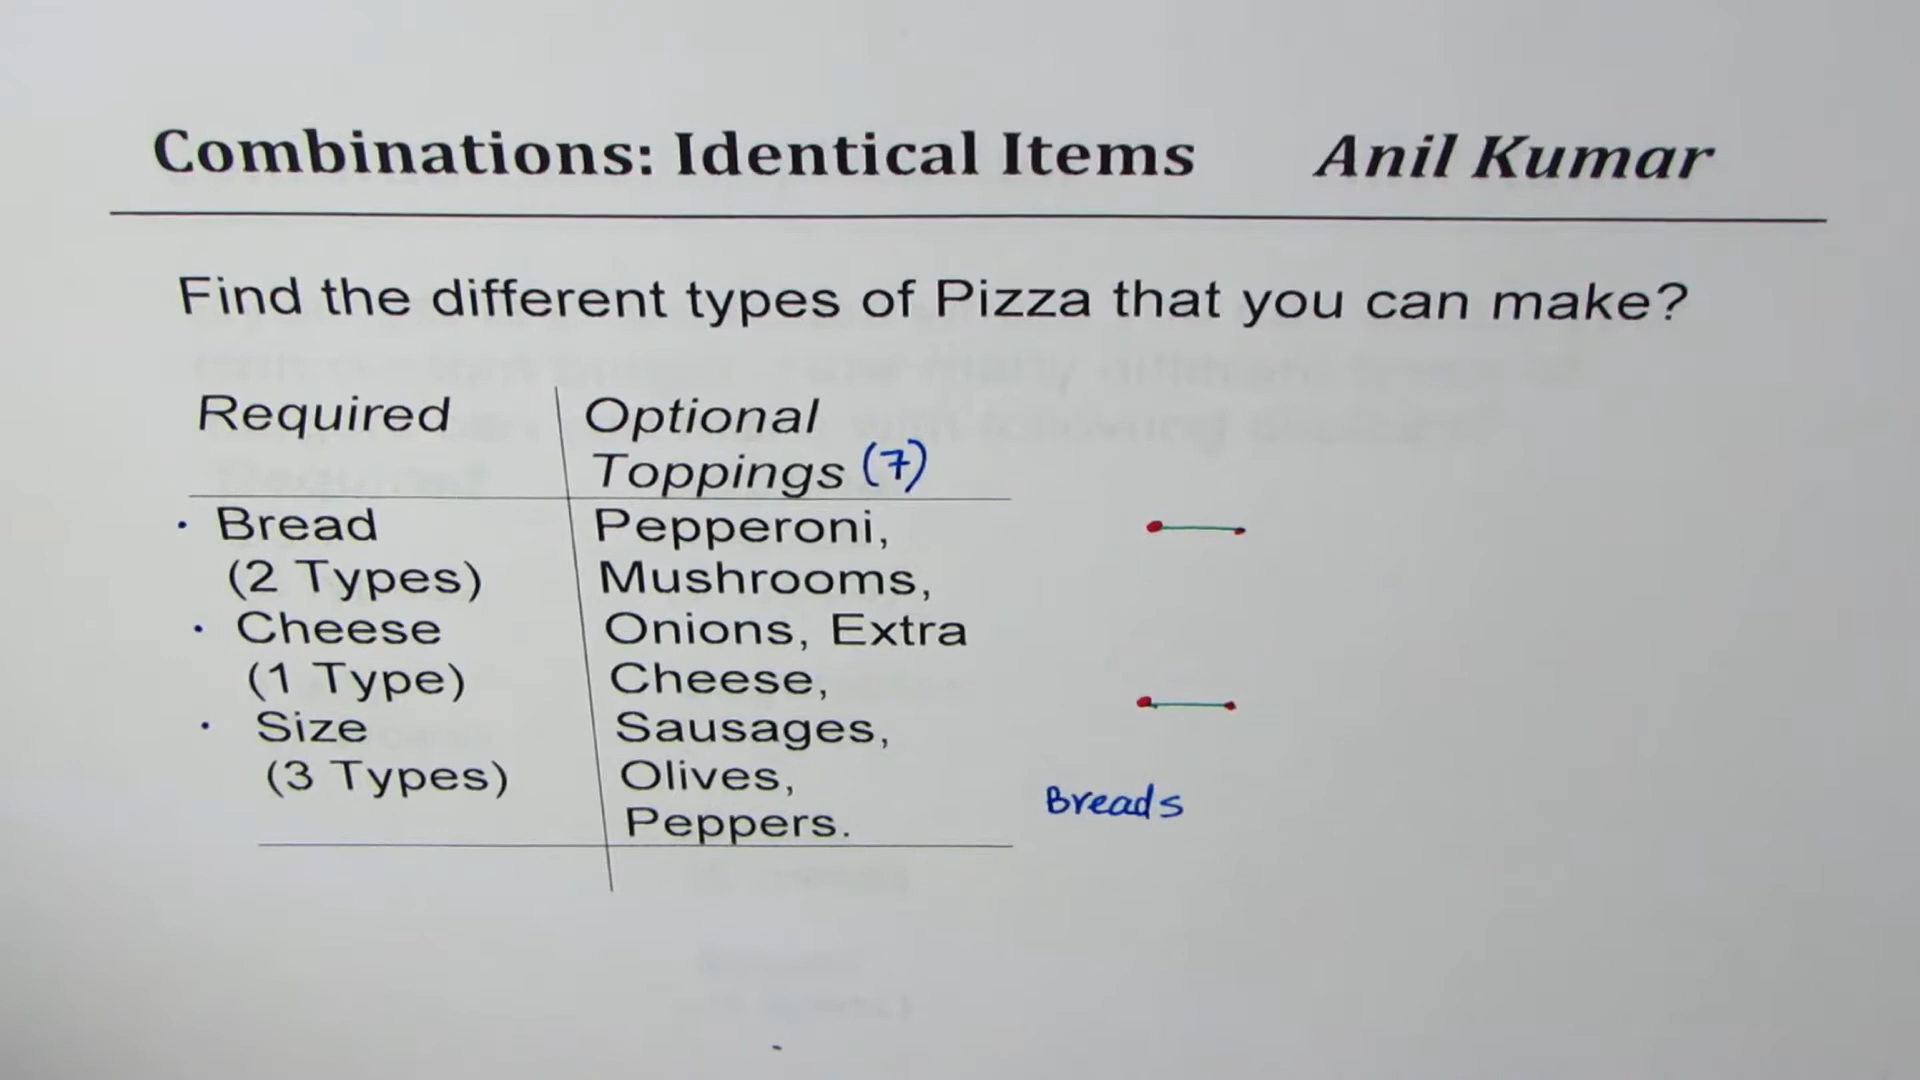 Combinations: Identical Items Anil Kumar
Find the different types of Pizza that you can make?
Required
Optional
Toppings (7)
· Bread
(2 Types)
· Cheese
(1 Type)
· Size
(3 Types)
Pepperoni,
Mushrooms,
Onions, Extra
Cheese,
Sausages,
Olives,
Peppers.
Breads